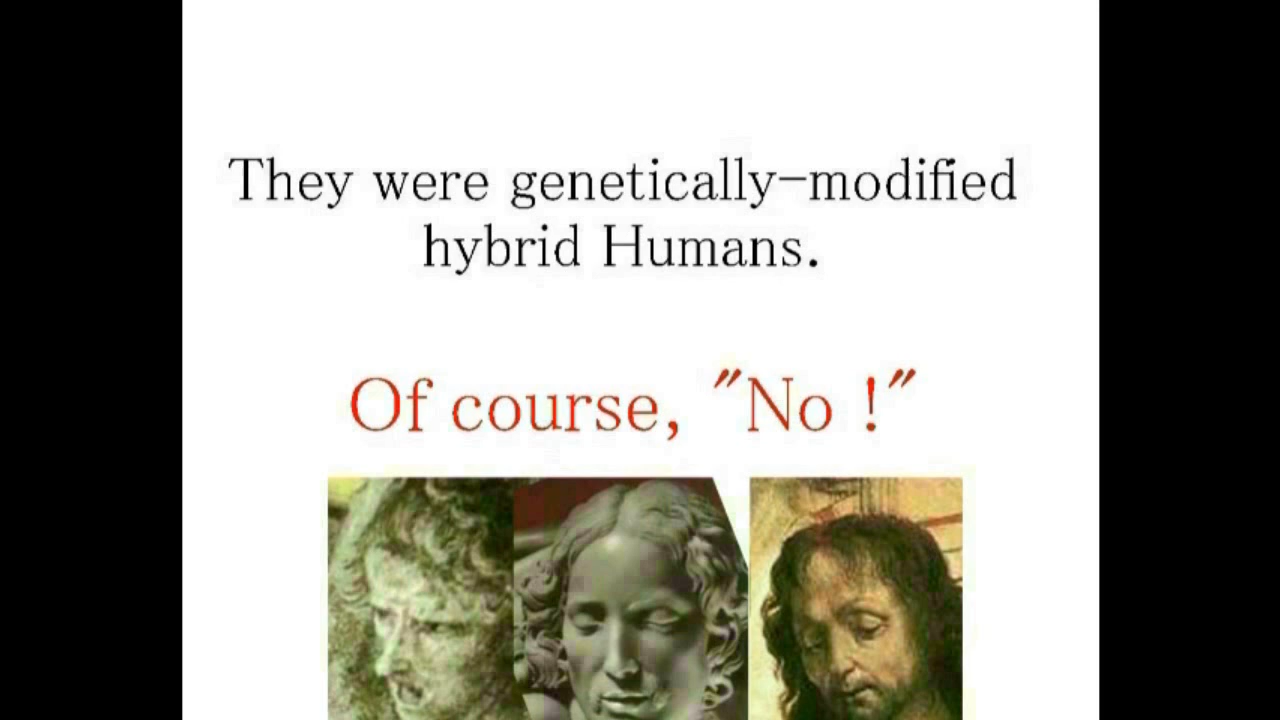 They were genetically-modified
hybrid Humans.
Of course, "No !"